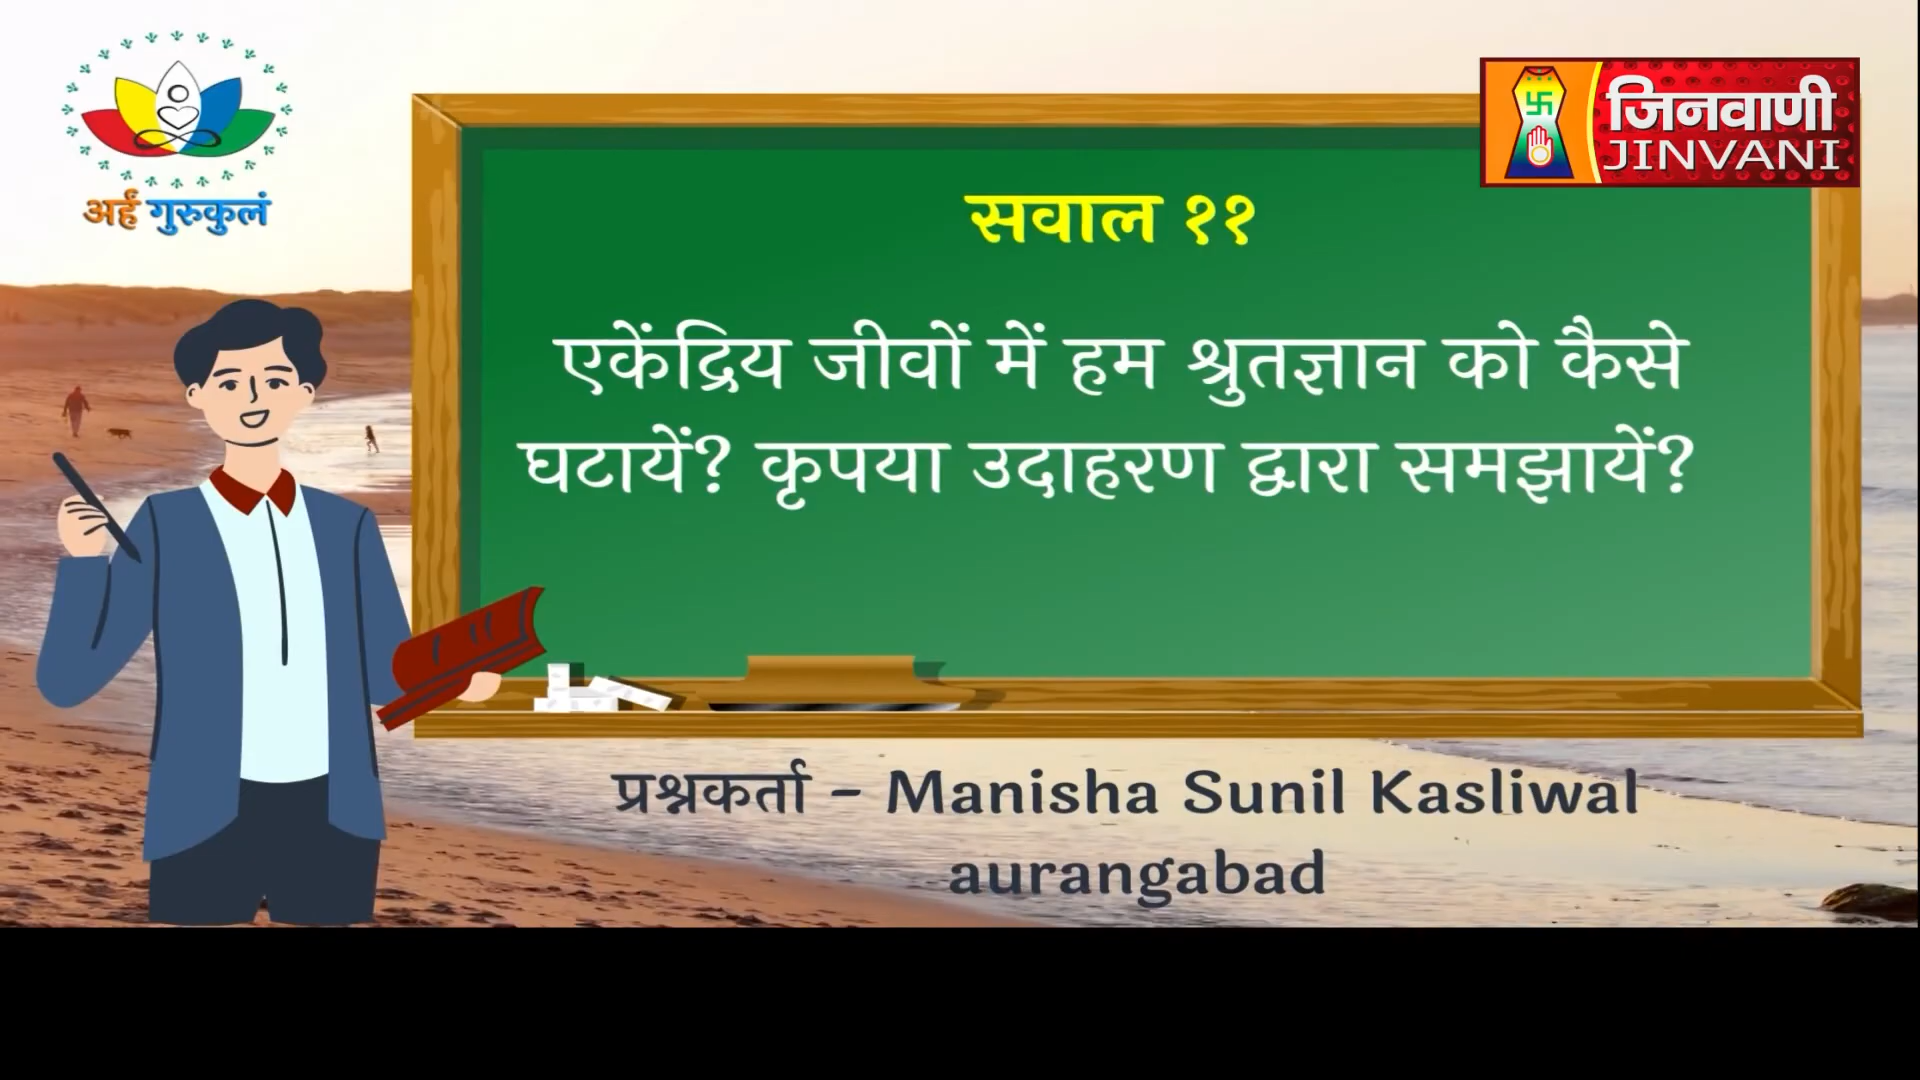 अर्हं गुरुकुलं
जिनवाणी
JINVANI
सवाल ११
एकेंद्रिय जीवों में हम श्रुतज्ञान को कैसे
घटायें? कृपया उदाहरण द्वारा समझायें?
प्रश्नकर्ता – Manisha Sunil Kasliwal
aurangabad